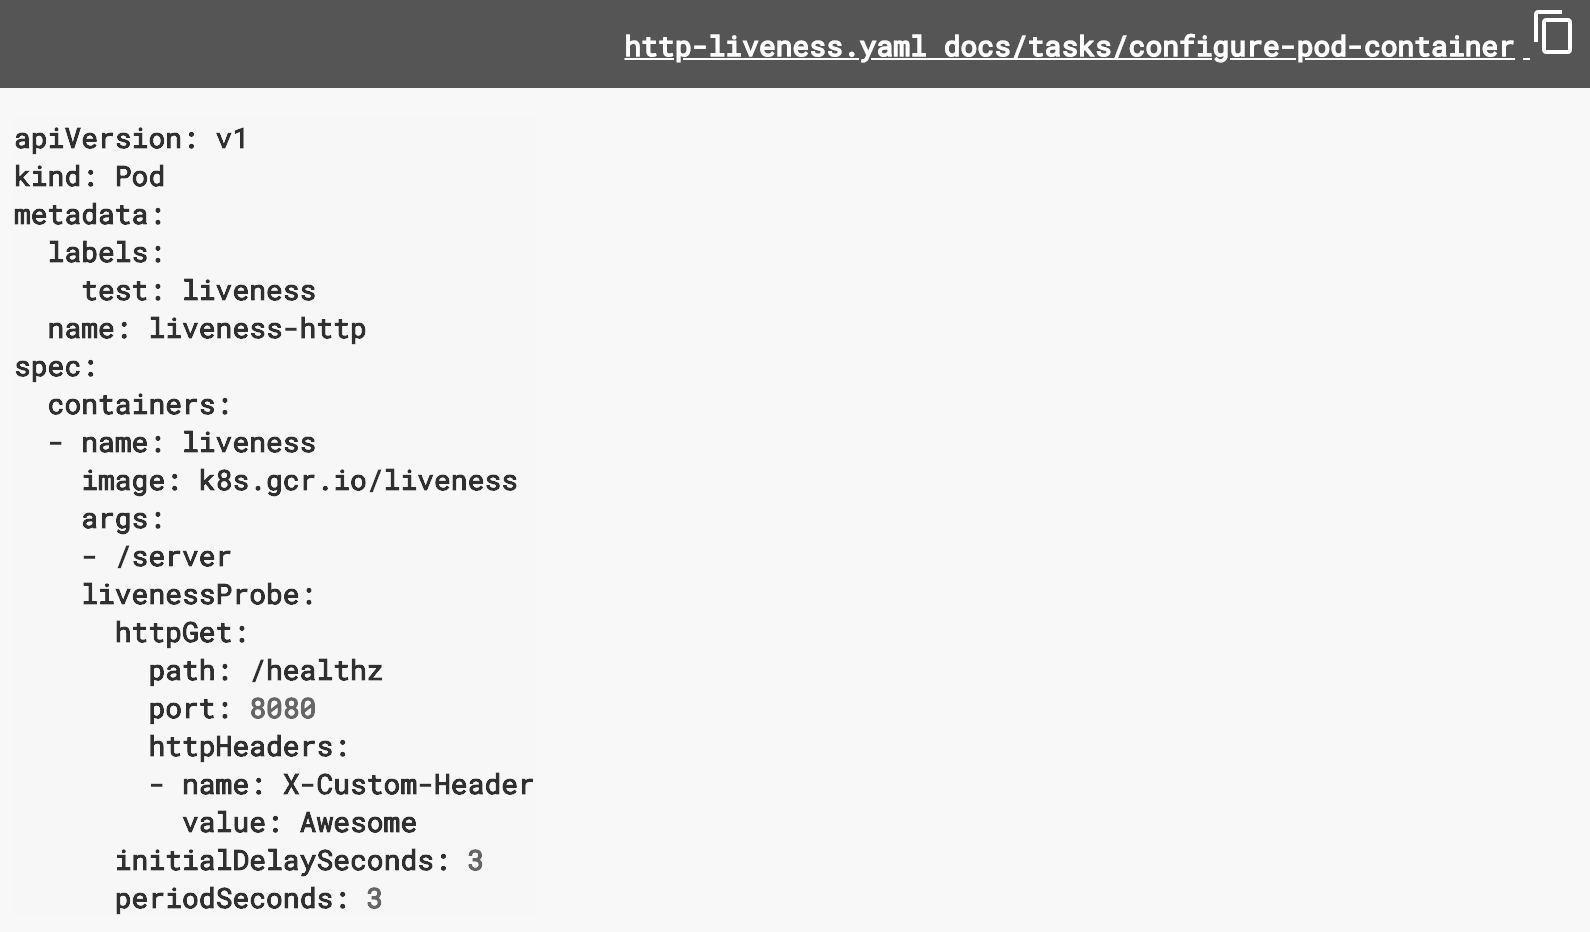 http-liveness.yaml docs/tasks/configure-pod-container
apiVersion: v1
kind: Pod
metadata:
  labels:
    test: liveness
  name: liveness-http
spec:
  containers:
  - name: liveness
    image: k8s.gcr.io/liveness
    args:
    - /server
    livenessProbe:
      httpGet:
        path: /healthz
        port: 8080
        httpHeaders:
        - name: X-Custom-Header
          value: Awesome
      initialDelaySeconds: 3
      periodSeconds: 3